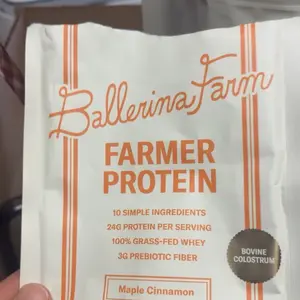 Ballerina Farm
FARMER
PROTEIN
10 SIMPLE INGREDIENTS
24G PROTEIN PER SERVING
100% GRASS-FED WHEY
3G PREBIOTIC FIBER
BOVINE
COLOSTRUM
Maple Cinnamon